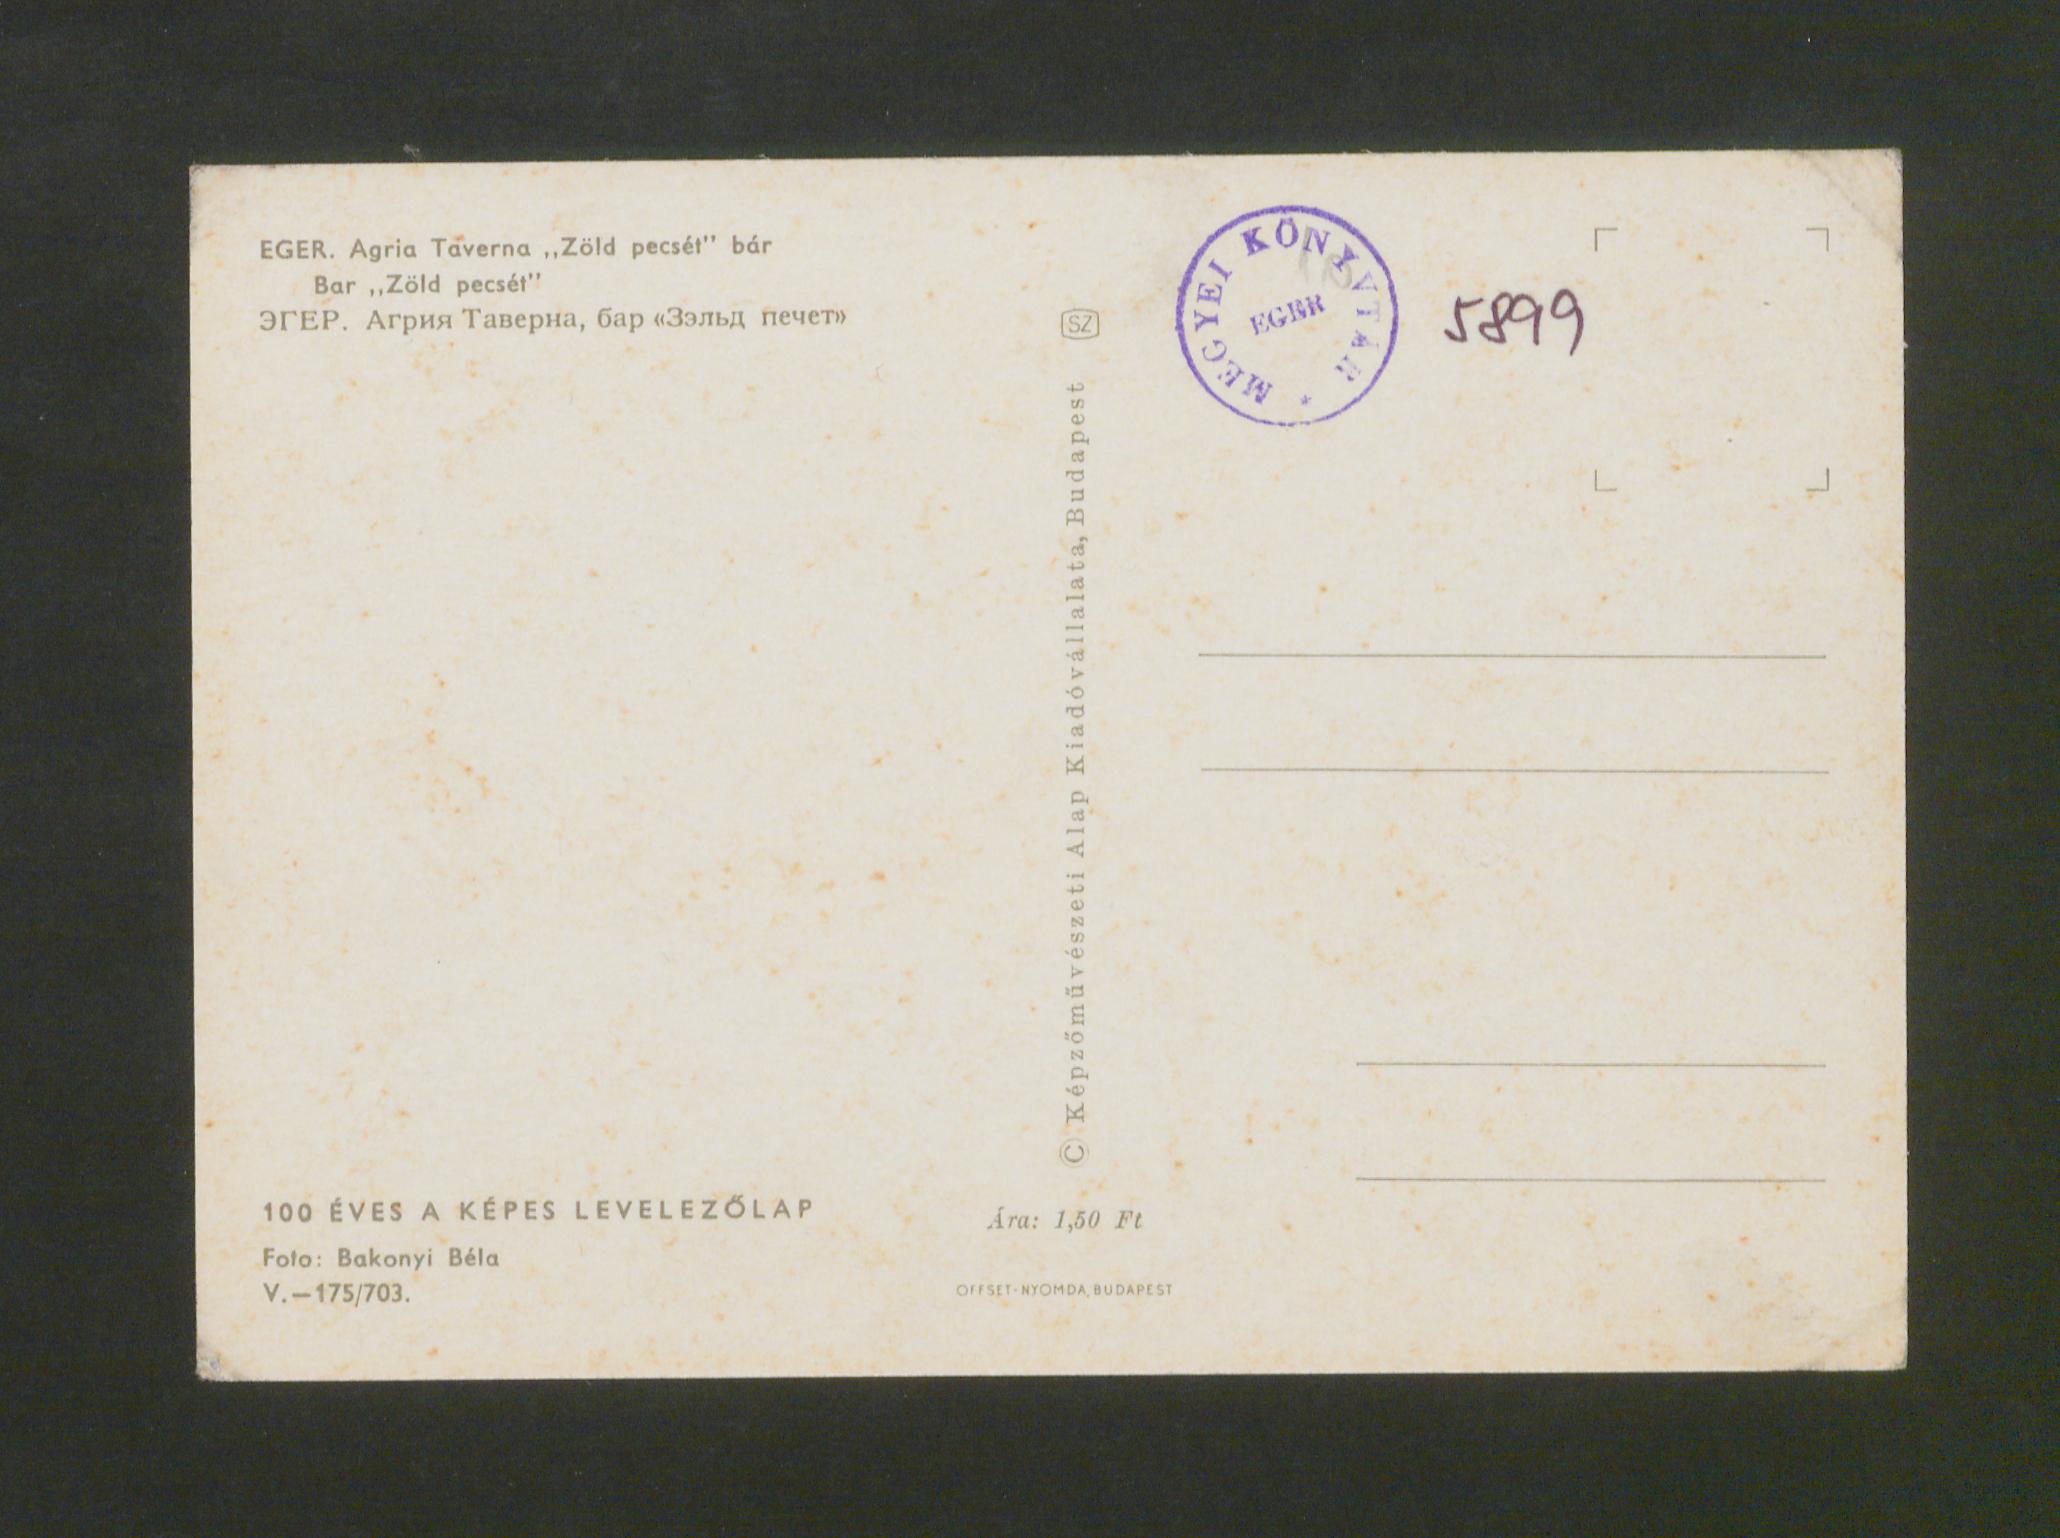 EGER. Agria Taverna ,,Zöld pecsét" bár
Bar ,,Zöld pecsét"
ЭГЕР. Агрия Таверна, бар «Зэльд печет»
SZ
© Képzőművészeti Alap Kiadóvállalata, Budapest
MEGYEI KÖNYVTÁR *
EGER
5899
100 ÉVES A KÉPES LEVELEZŐLAP
Foto: Bakonyi Béla
V.—175/703.
Ára: 1,50 Ft
OFFSET-NYOMDA, BUDAPEST